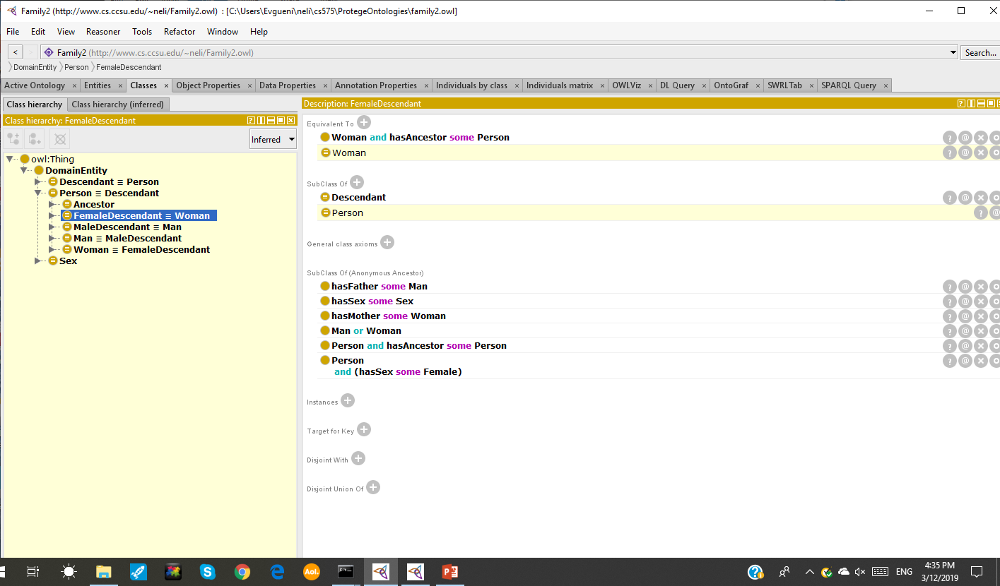 Family2 (http://www.cs.ccsu.edu/~neli/Family2.owl) : [C:\Users\Evgueni\neli\cs575\ProtegeOntologies\family2.owl]
File Edit View Reasoner Tools Refactor Window Help
< > Family2 (http://www.cs.ccsu.edu/~neli/Family2.owl) Search...
DomainEntity Person FemaleDescendant
Active Ontology × Entities × Classes × Object Properties × Data Properties × Annotation Properties × Individuals by class × Individuals matrix × OWLViz × DL Query × OntoGraf × SWRLTab × SPARQL Query ×
Class hierarchy Class hierarchy (inferred)
Class hierarchy: FemaleDescendant
Inferred
owl:Thing
DomainEntity
Descendant ≡ Person
Person ≡ Descendant
Ancestor
FemaleDescendant ≡ Woman
MaleDescendant ≡ Man
Man ≡ MaleDescendant
Woman ≡ FemaleDescendant
Sex
Description: FemaleDescendant
Equivalent To
Woman and hasAncestor some Person
Woman
SubClass Of
Descendant
Person
General class axioms
SubClass Of (Anonymous Ancestor)
hasFather some Man
hasSex some Sex
hasMother some Woman
Man or Woman
Person and hasAncestor some Person
Person
and (hasSex some Female)
Instances
Target for Key
Disjoint With
Disjoint Union Of
Aol.
ENG
4:35 PM
3/12/2019